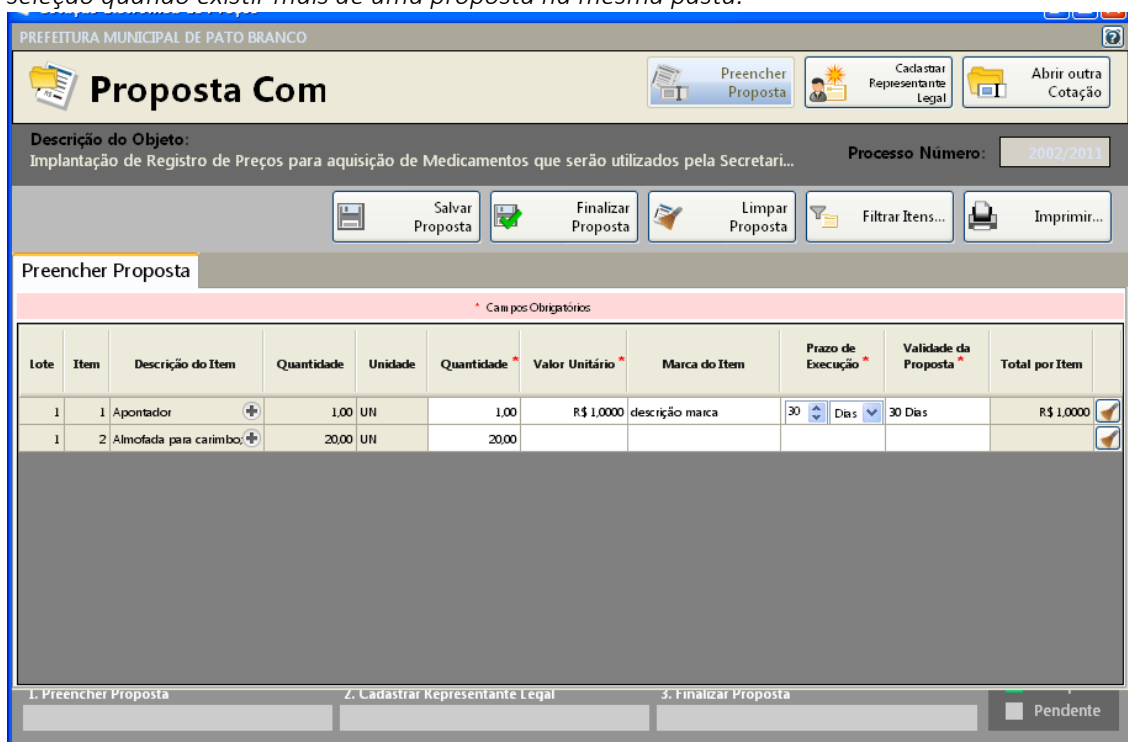 seleção quando existir mais de uma proposta na mesma pasta.
PREFEITURA MUNICIPAL DE PATO BRANCO
Proposta Com
Preencher
Proposta
Cadastrar
Representante
Legal
Abrir outra
Cotação
Descrição do Objeto:
Implantação de Registro de Preços para aquisição de Medicamentos que serão utilizados pela Secretari...
Processo Número:
2002/2011
Salvar
Proposta
Finalizar
Proposta
Limpar
Proposta
Filtrar Itens...
Imprimir...
Preencher Proposta
* Campos Obrigatórios
Lote Item Descrição do Item Quantidade Unidade Quantidade * Valor Unitário * Marca do Item Prazo de Execução * Validade da Proposta * Total por Item
1 1 Apontador 1,00 UN 1,00 R$ 1,0000 descrição marca 30 Dias 30 Dias R$ 1,0000
1 2 Almofada para carimbo; 20,00 UN 20,00
1. Preencher Proposta 2. Cadastrar Representante Legal 3. Finalizar Proposta
Pendente